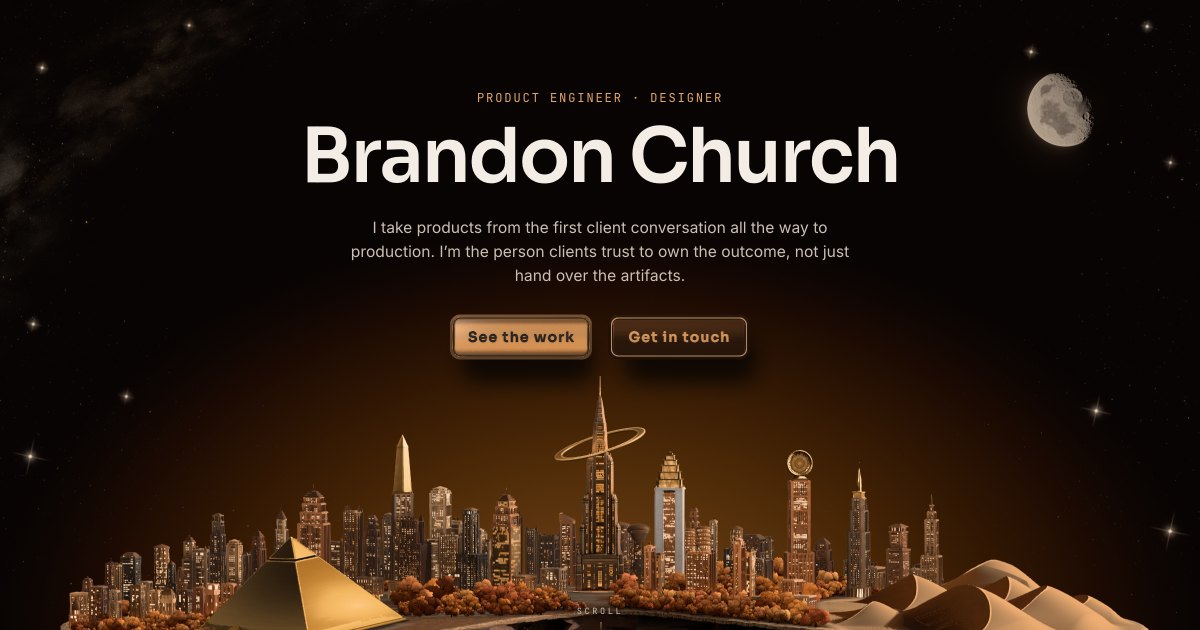 PRODUCT ENGINEER · DESIGNER
Brandon Church
I take products from the first client conversation all the way to
production. I’m the person clients trust to own the outcome, not just
hand over the artifacts.
See the work
Get in touch
SCROLL